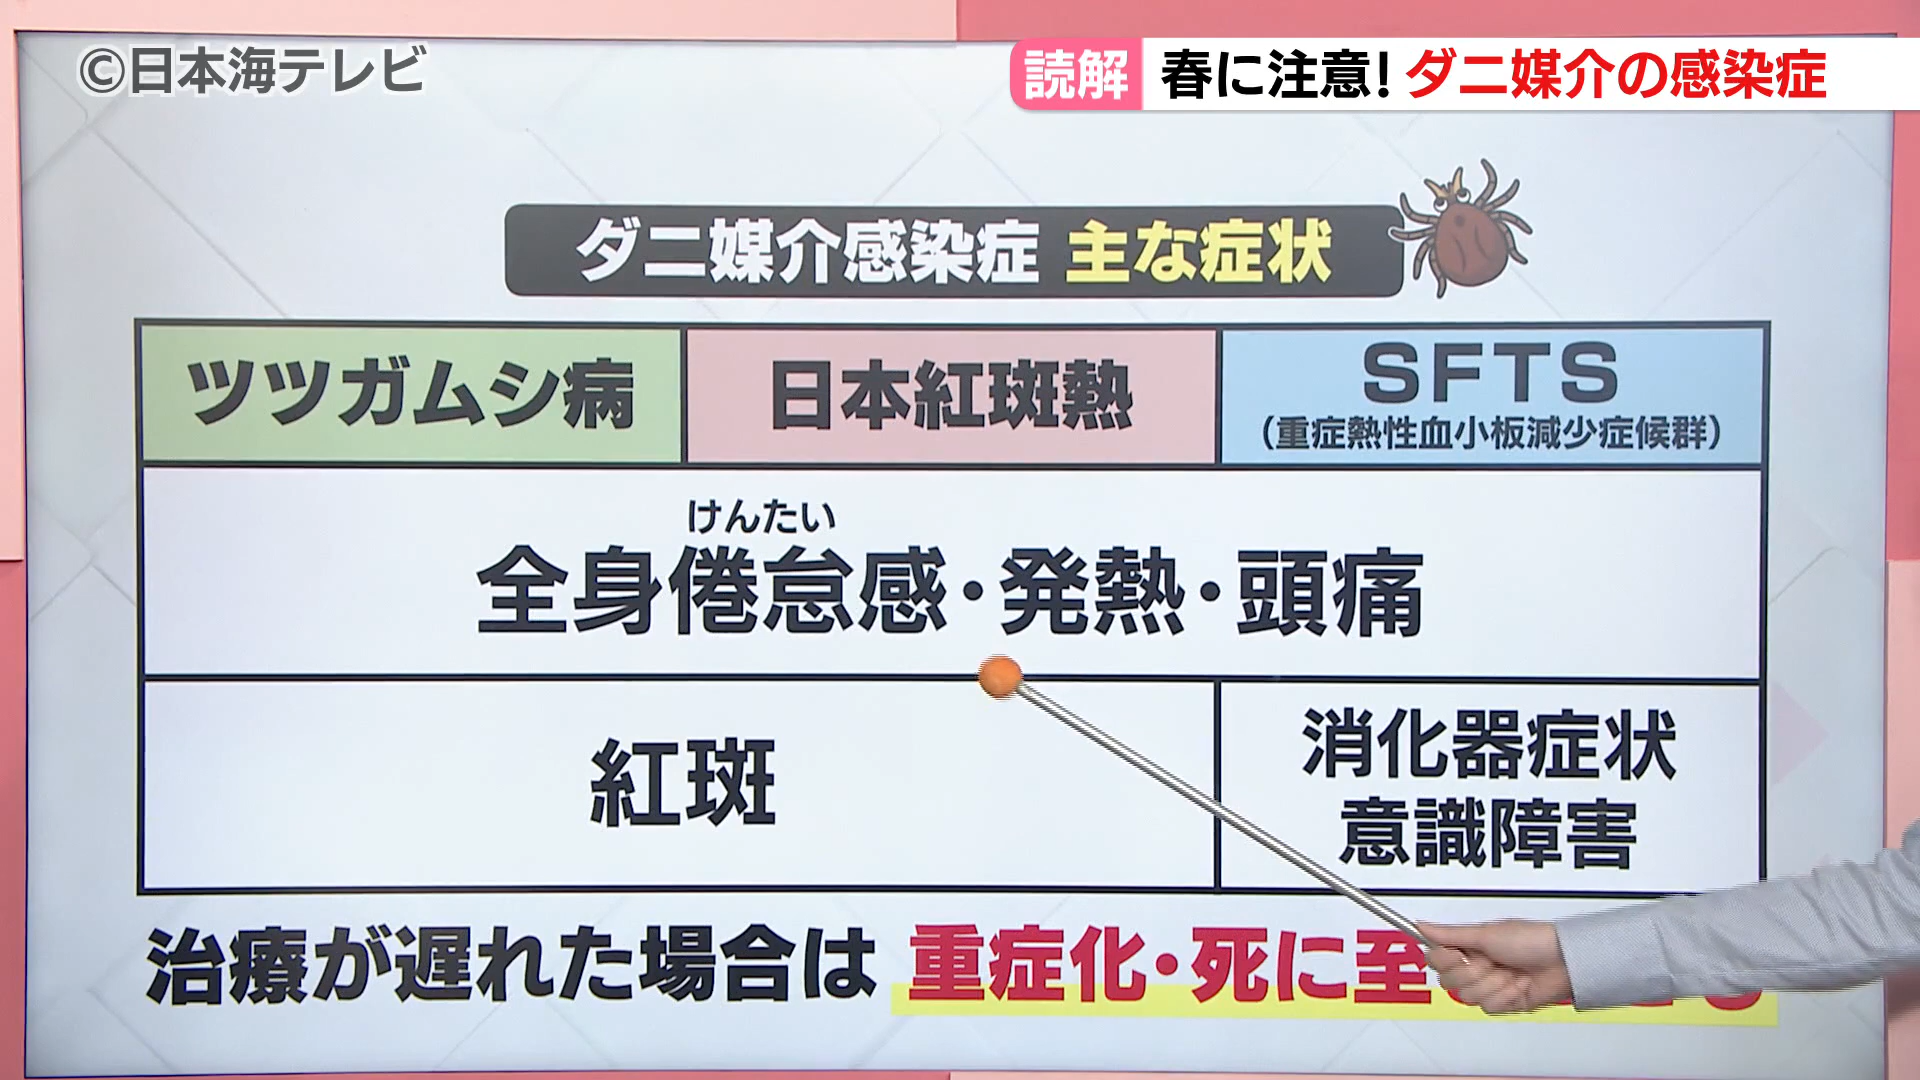 ©日本海テレビ
読解 春に注意！ダニ媒介の感染症
ダニ媒介感染症 主な症状
ツツガムシ病
日本紅斑熱
SFTS
（重症熱性血小板減少症候群）
けんたい
全身倦怠感・発熱・頭痛
紅斑
消化器症状
意識障害
治療が遅れた場合は 重症化・死に至